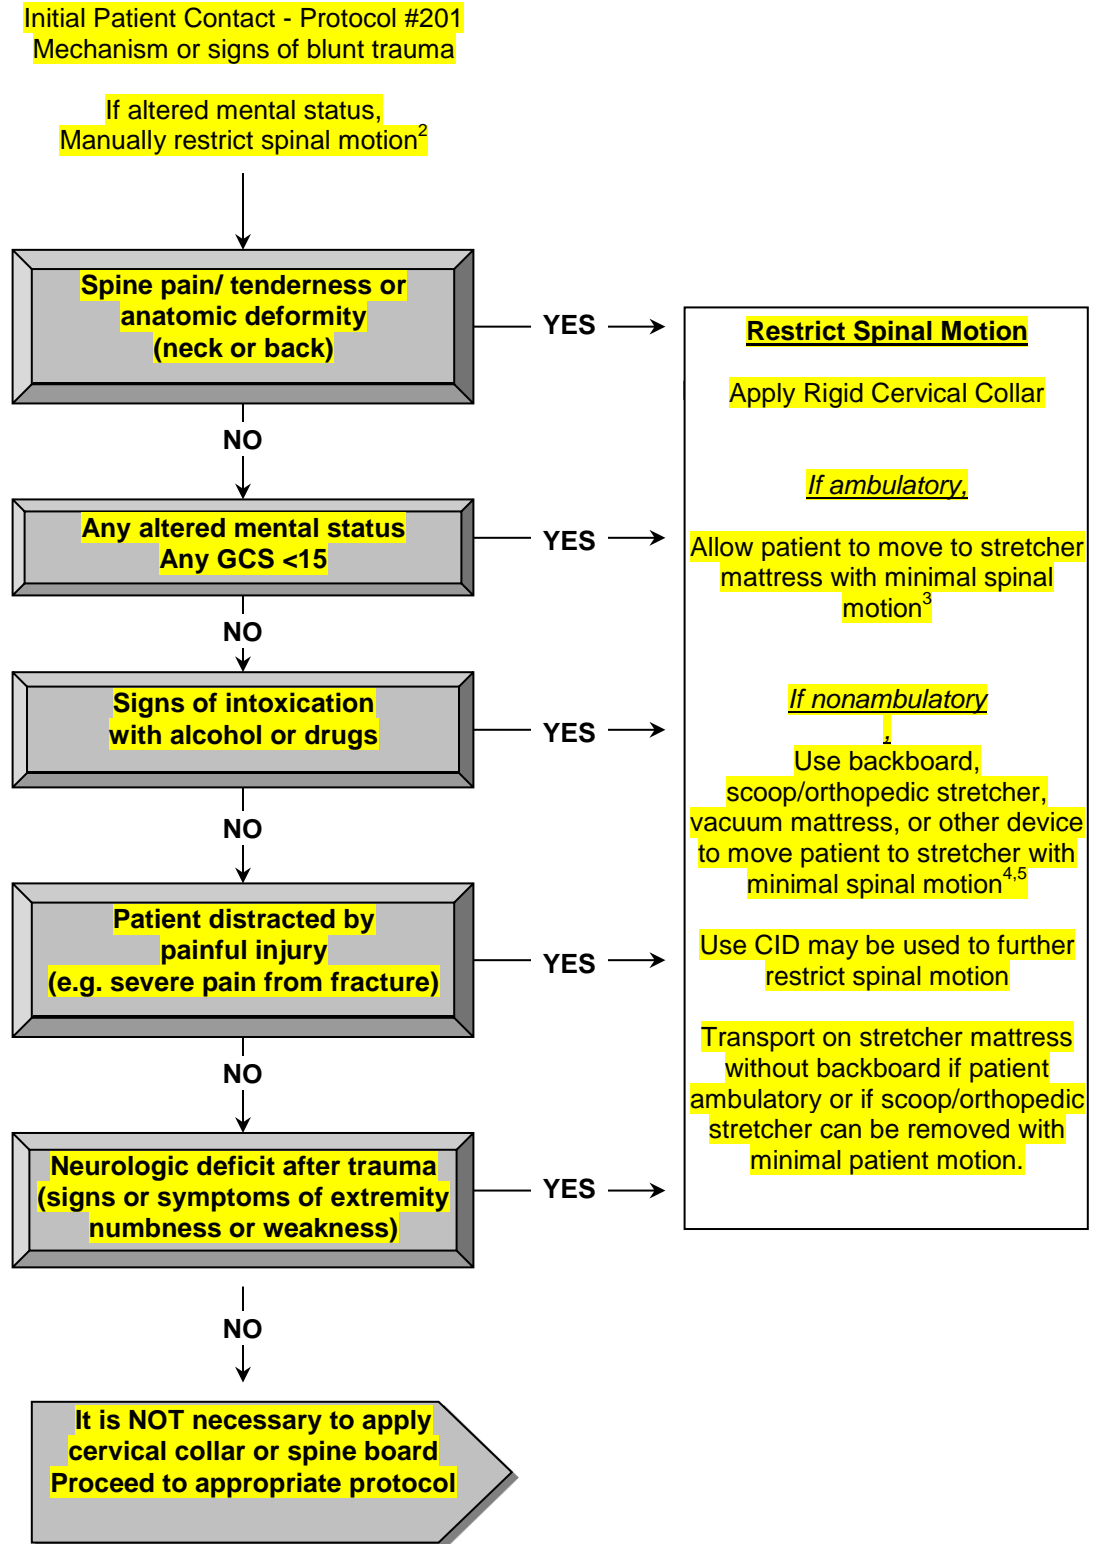 Initial Patient Contact - Protocol #201
Mechanism or signs of blunt trauma
If altered mental status,
Manually restrict spinal motion2
Spine pain/ tenderness or
anatomic deformity
(neck or back)
YES
NO
Any altered mental status
Any GCS <15
YES
NO
Signs of intoxication
with alcohol or drugs
YES
NO
Patient distracted by
painful injury
(e.g. severe pain from fracture)
YES
NO
Neurologic deficit after trauma
(signs or symptoms of extremity
numbness or weakness)
YES
NO
It is NOT necessary to apply
cervical collar or spine board
Proceed to appropriate protocol
Restrict Spinal Motion
Apply Rigid Cervical Collar
If ambulatory,
Allow patient to move to stretcher
mattress with minimal spinal
motion3
If nonambulatory
,
Use backboard,
scoop/orthopedic stretcher,
vacuum mattress, or other device
to move patient to stretcher with
minimal spinal motion4,5
Use CID may be used to further
restrict spinal motion
Transport on stretcher mattress
without backboard if patient
ambulatory or if scoop/orthopedic
stretcher can be removed with
minimal patient motion.